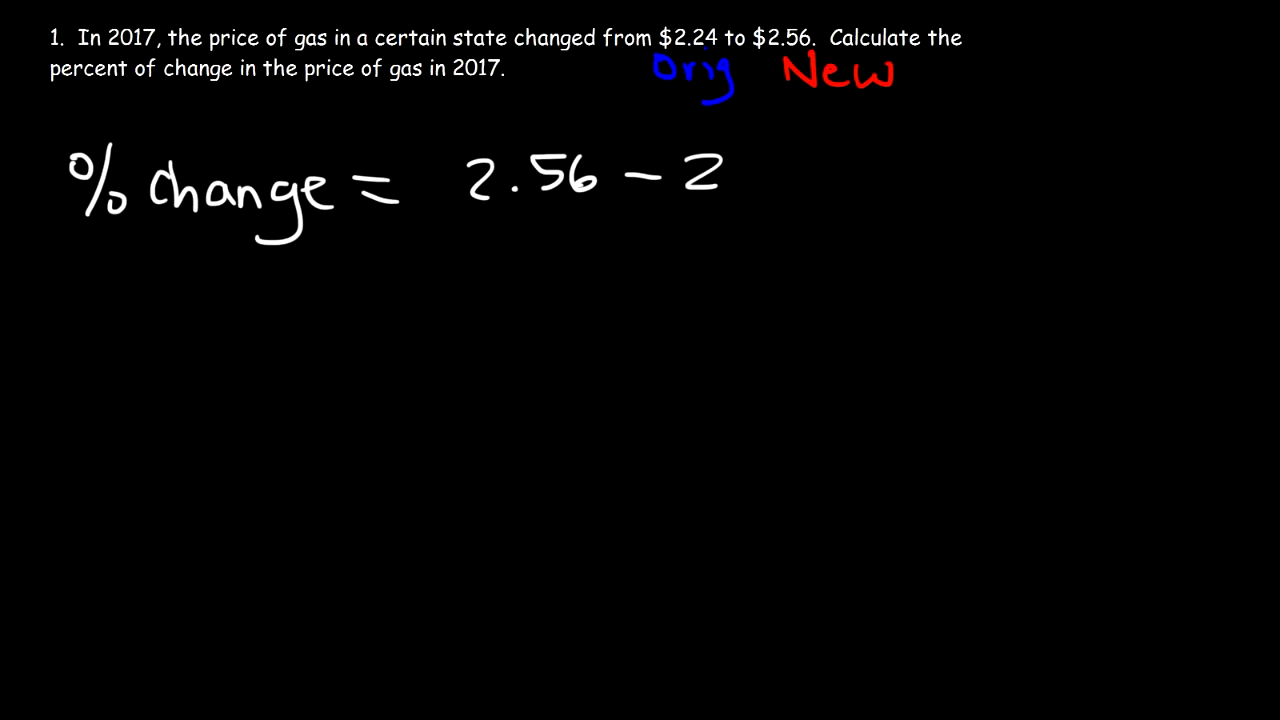 1. In 2017, the price of gas in a certain state changed from $2.24 to $2.56. Calculate the
percent of change in the price of gas in 2017.
Orig New
% change = 2.56 - 2